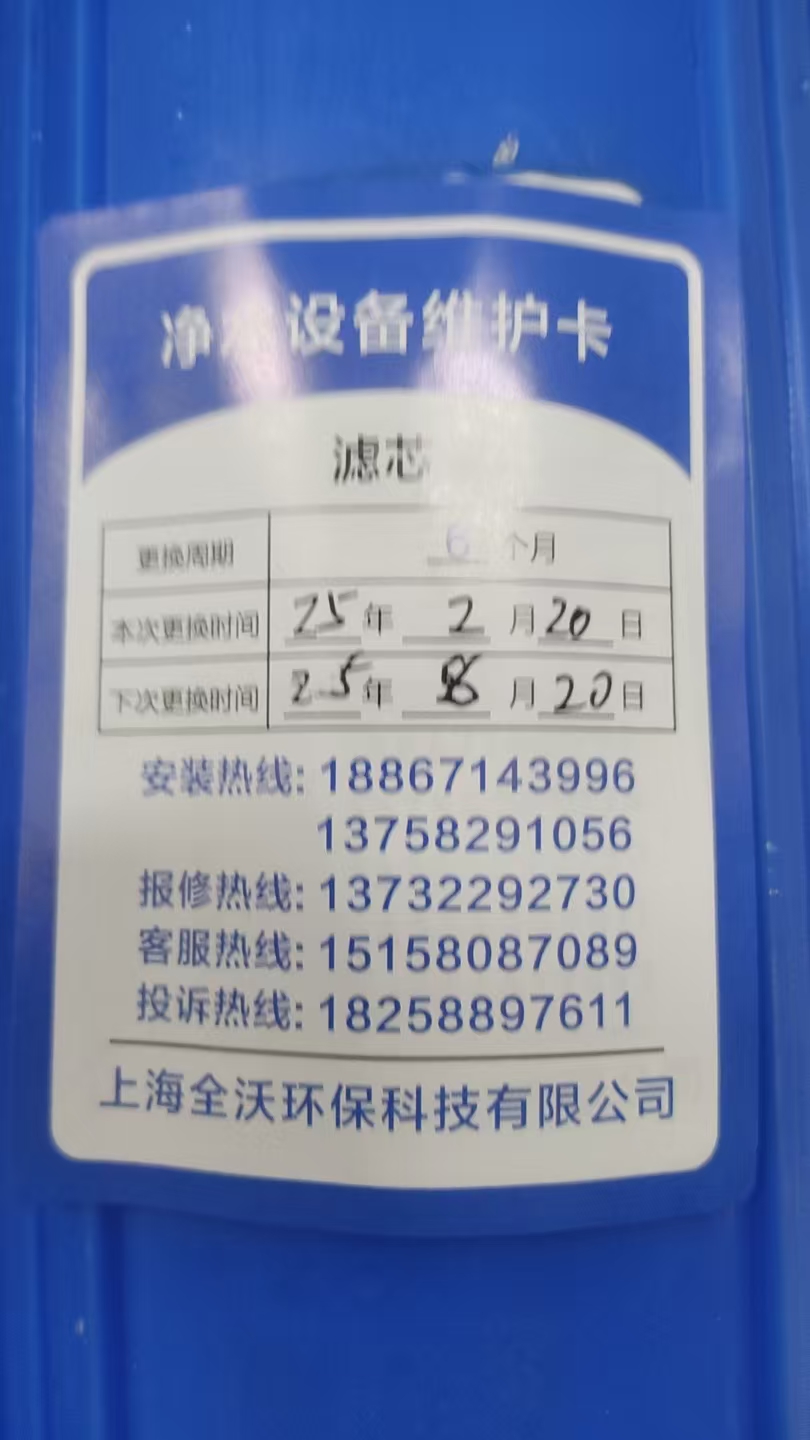 净水设备维护卡
滤芯
更换周期 6 个月
本次更换时间 25 年 2 月 20 日
下次更换时间 25 年 8 月 20 日
安装热线: 18867143996
13758291056
报修热线: 13732292730
客服热线: 15158087089
投诉热线: 18258897611
上海全沃环保科技有限公司